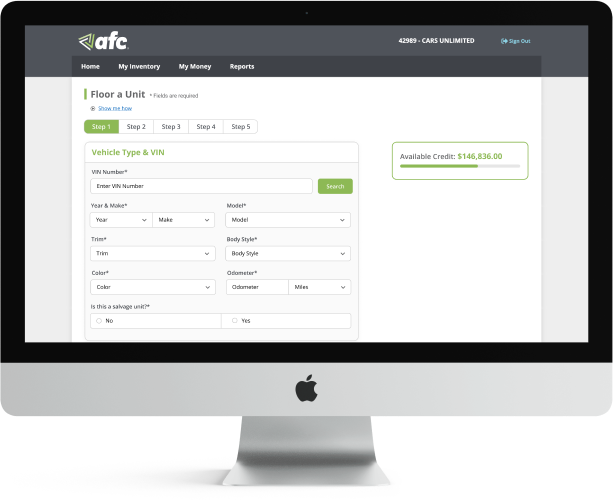 afc
42989 - CARS UNLIMITED
Sign Out
Home My Inventory My Money Reports
Floor a Unit * Fields are required
Show me how
Step 1 Step 2 Step 3 Step 4 Step 5
Vehicle Type & VIN
Available Credit: $146,836.00
VIN Number*
Enter VIN Number Search
Year & Make* Model*
Year Make Model
Trim* Body Style*
Trim Body Style
Color* Odometer*
Color Odometer Miles
Is this a salvage unit?*
No Yes